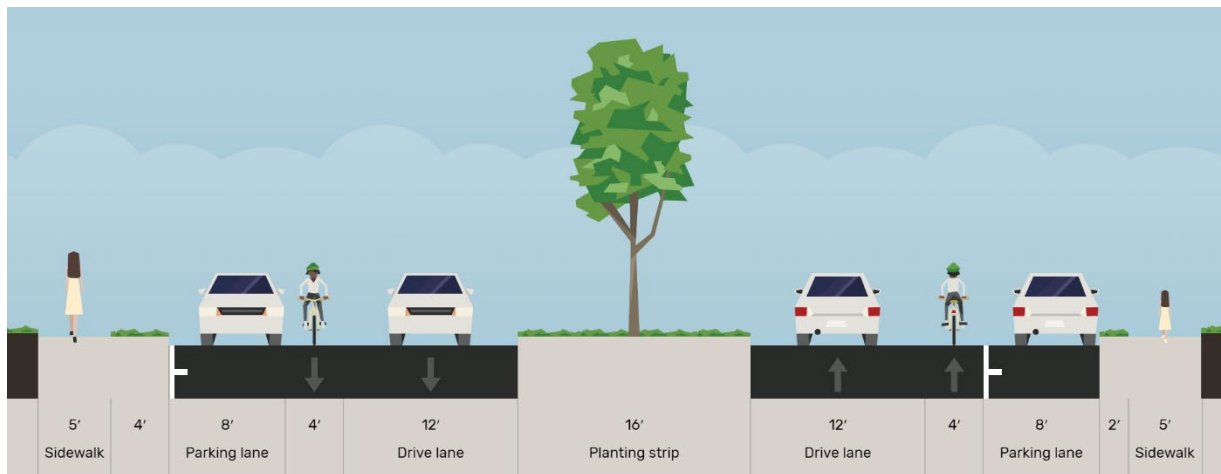 5′ 4′ 8′ 4′ 12′ 16′ 12′ 4′ 8′ 2′ 5′
Sidewalk Parking lane Drive lane Planting strip Drive lane Parking lane Sidewalk